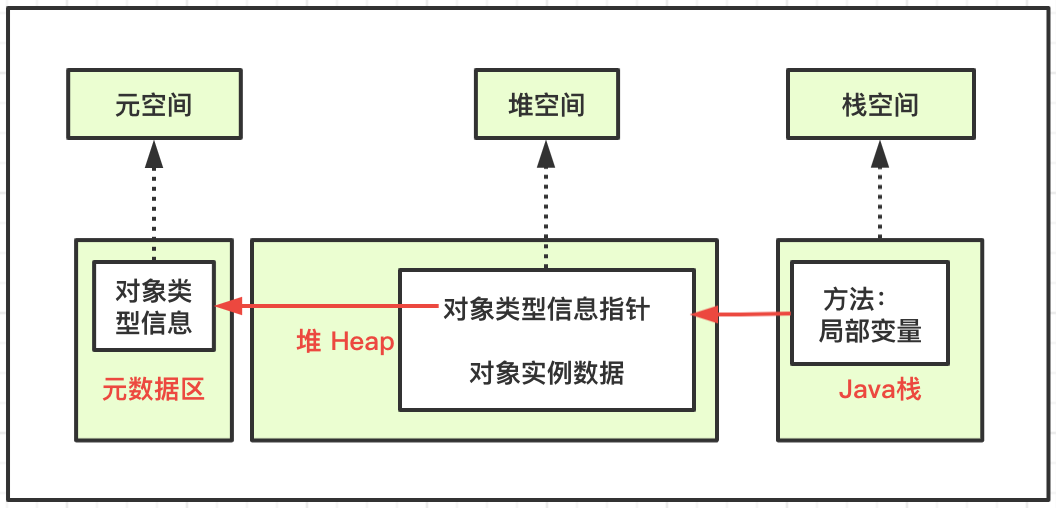 元空间
堆空间
栈空间
对象类
型信息
元数据区
堆 Heap
对象类型信息指针
对象实例数据
方法：
局部变量
Java栈